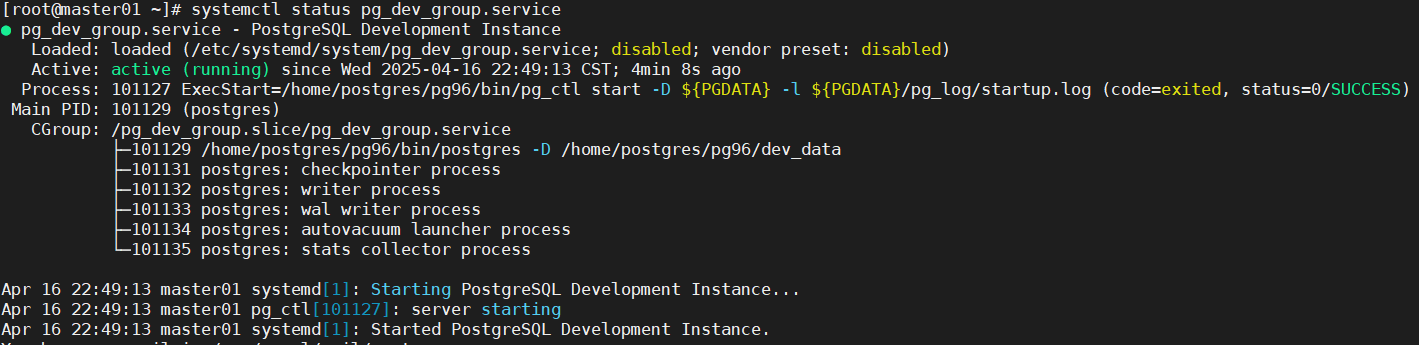 [root@master01 ~]# systemctl status pg_dev_group.service
● pg_dev_group.service - PostgreSQL Development Instance
   Loaded: loaded (/etc/systemd/system/pg_dev_group.service; disabled; vendor preset: disabled)
   Active: active (running) since Wed 2025-04-16 22:49:13 CST; 4min 8s ago
  Process: 101127 ExecStart=/home/postgres/pg96/bin/pg_ctl start -D ${PGDATA} -l ${PGDATA}/pg_log/startup.log (code=exited, status=0/SUCCESS)
 Main PID: 101129 (postgres)
   CGroup: /pg_dev_group.slice/pg_dev_group.service
           ├─101129 /home/postgres/pg96/bin/postgres -D /home/postgres/pg96/dev_data
           ├─101131 postgres: checkpointer process
           ├─101132 postgres: writer process
           ├─101133 postgres: wal writer process
           ├─101134 postgres: autovacuum launcher process
           └─101135 postgres: stats collector process

Apr 16 22:49:13 master01 systemd[1]: Starting PostgreSQL Development Instance...
Apr 16 22:49:13 master01 pg_ctl[101127]: server starting
Apr 16 22:49:13 master01 systemd[1]: Started PostgreSQL Development Instance.